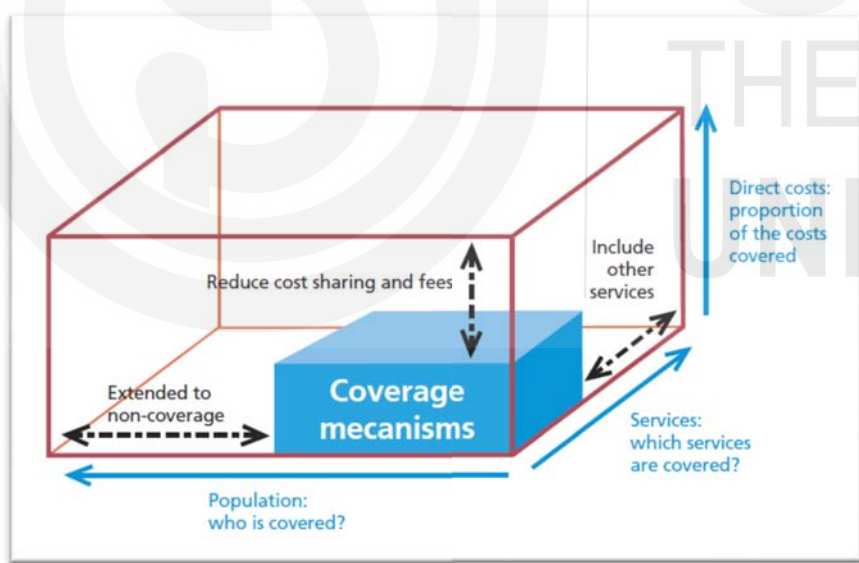 THE
UNI
Direct costs:
proportion
of the costs
covered
Include
other
services
Reduce cost sharing and fees
Extended to
non-coverage
Coverage
mecanisms
Services:
which services
are covered?
Population:
who is covered?